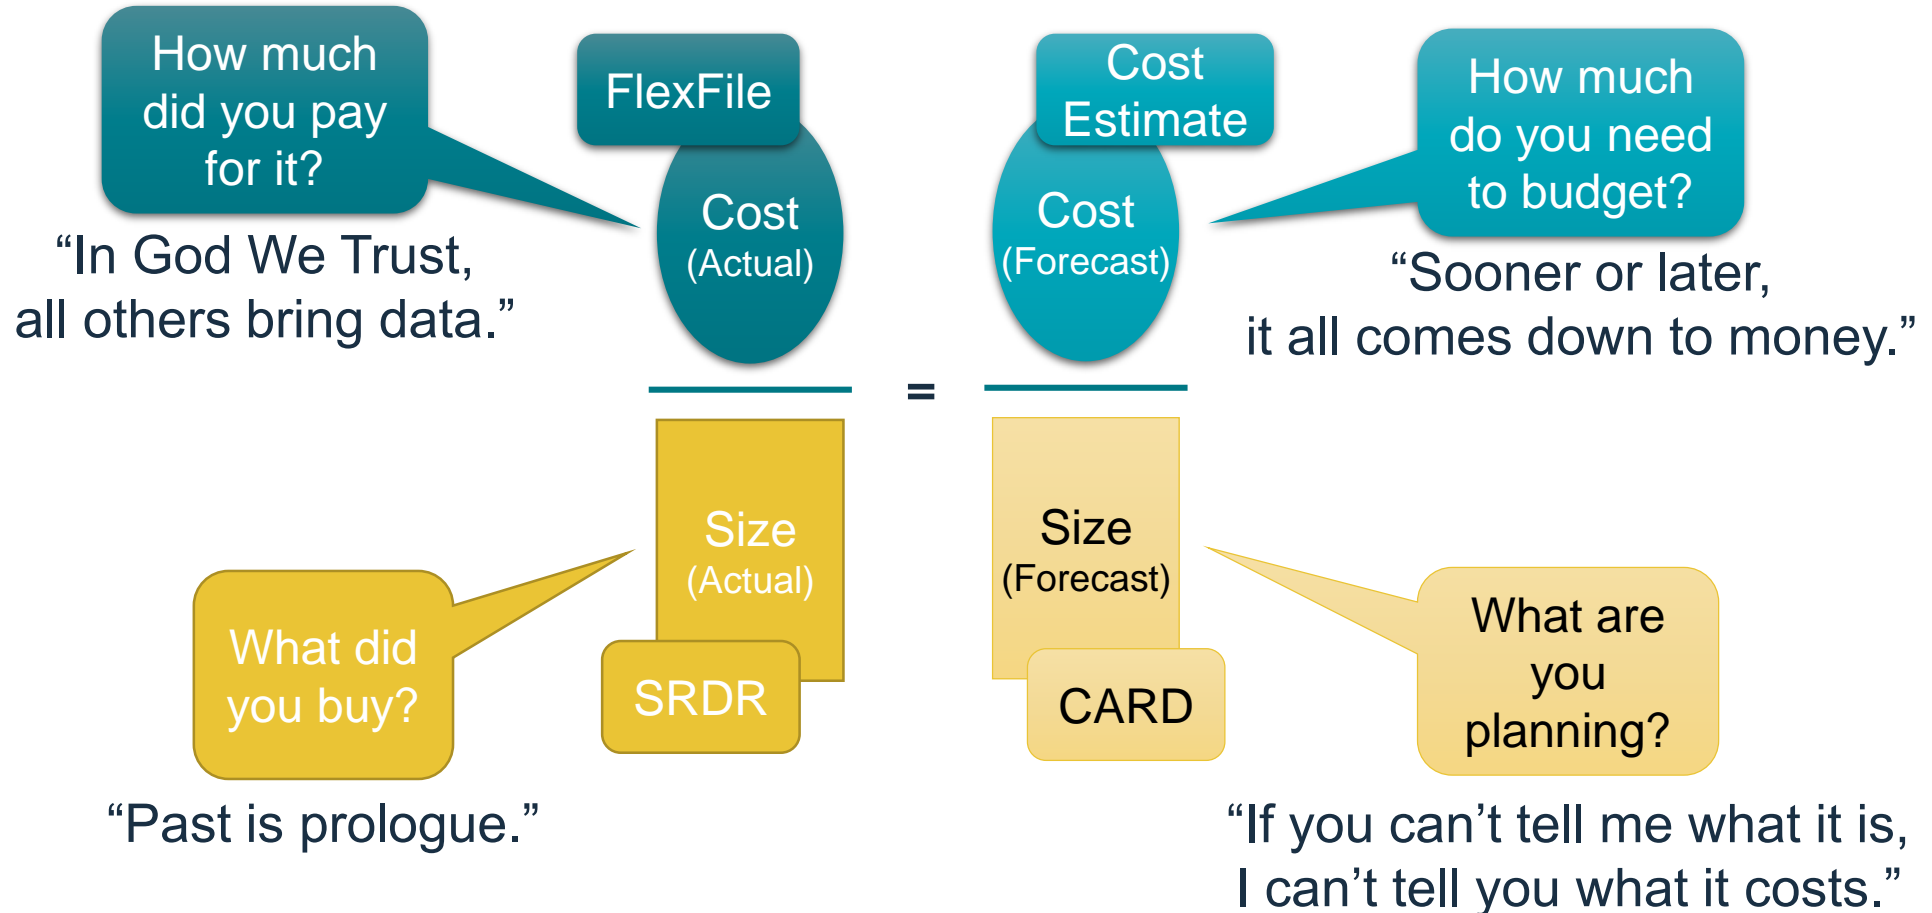 How much
did you pay
for it?
“In God We Trust,
all others bring data.”
FlexFile
Cost
(Actual)
Cost
Estimate
Cost
(Forecast)
How much
do you need
to budget?
“Sooner or later,
it all comes down to money.”
=
What did
you buy?
“Past is prologue.”
Size
(Actual)
SRDR
Size
(Forecast)
CARD
What are
you
planning?
“If you can’t tell me what it is,
I can’t tell you what it costs.”